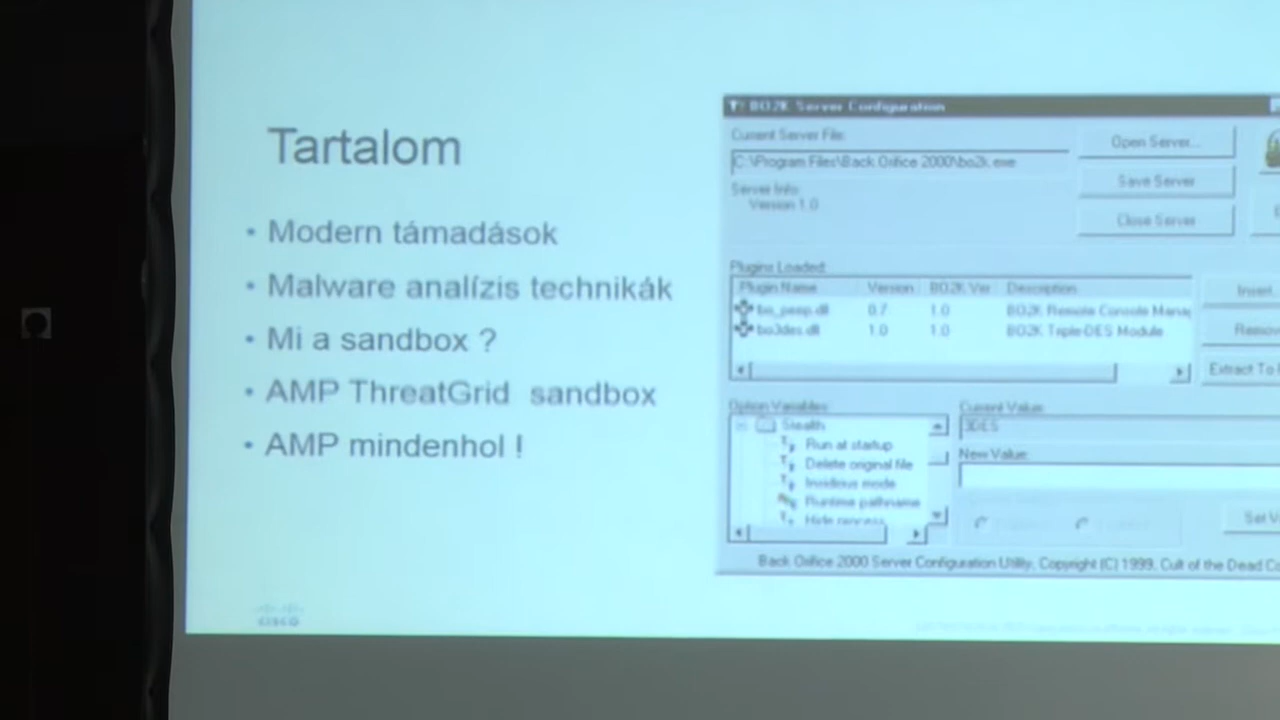 Tartalom
• Modern támadások
• Malware analízis technikák
• Mi a sandbox ?
• AMP ThreatGrid sandbox
• AMP mindenhol !
CISCO
BO2K Server Configuration
Current Server File:
C:\Program Files\Back Orifice 2000\bo2k.exe
Open Server...
Server Info:
Version 1.0
Save Server
Close Server
Plugins Loaded:
Plugin Name Version BO2K Ver Description
bo_peep.dll 0.7 1.0 BO2K Remote Console Mana
bo3des.dll 1.0 1.0 BO2K Triple-DES Module
Insert.
Remov
Extract To
Option Variables: Current Value:
Stealth 3DES
Run at startup
Delete original file
Insidious mode
Runtime pathname
Hide process
New Value:
Set V
Back Orifice 2000 Server Configuration Utility, Copyright (C) 1999, Cult of the Dead Co